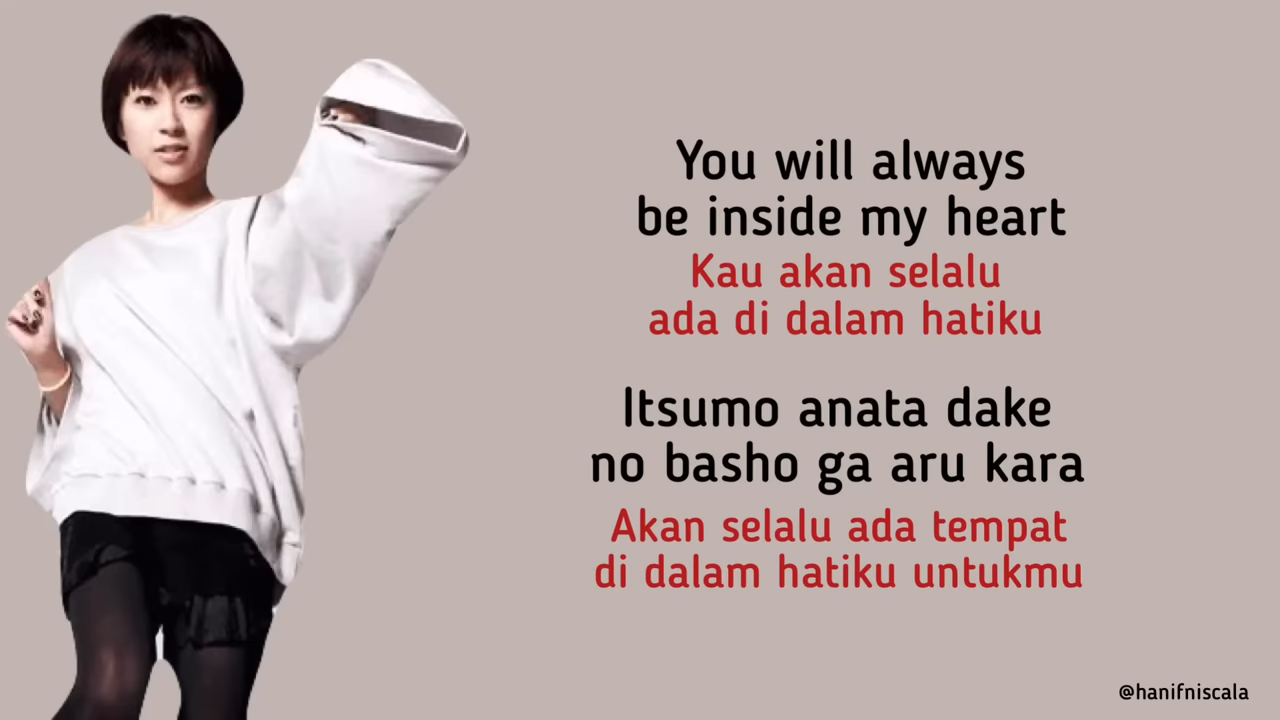 You will always
be inside my heart
Kau akan selalu
ada di dalam hatiku
Itsumo anata dake
no basho ga aru kara
Akan selalu ada tempat
di dalam hatiku untukmu
@hanifniscala